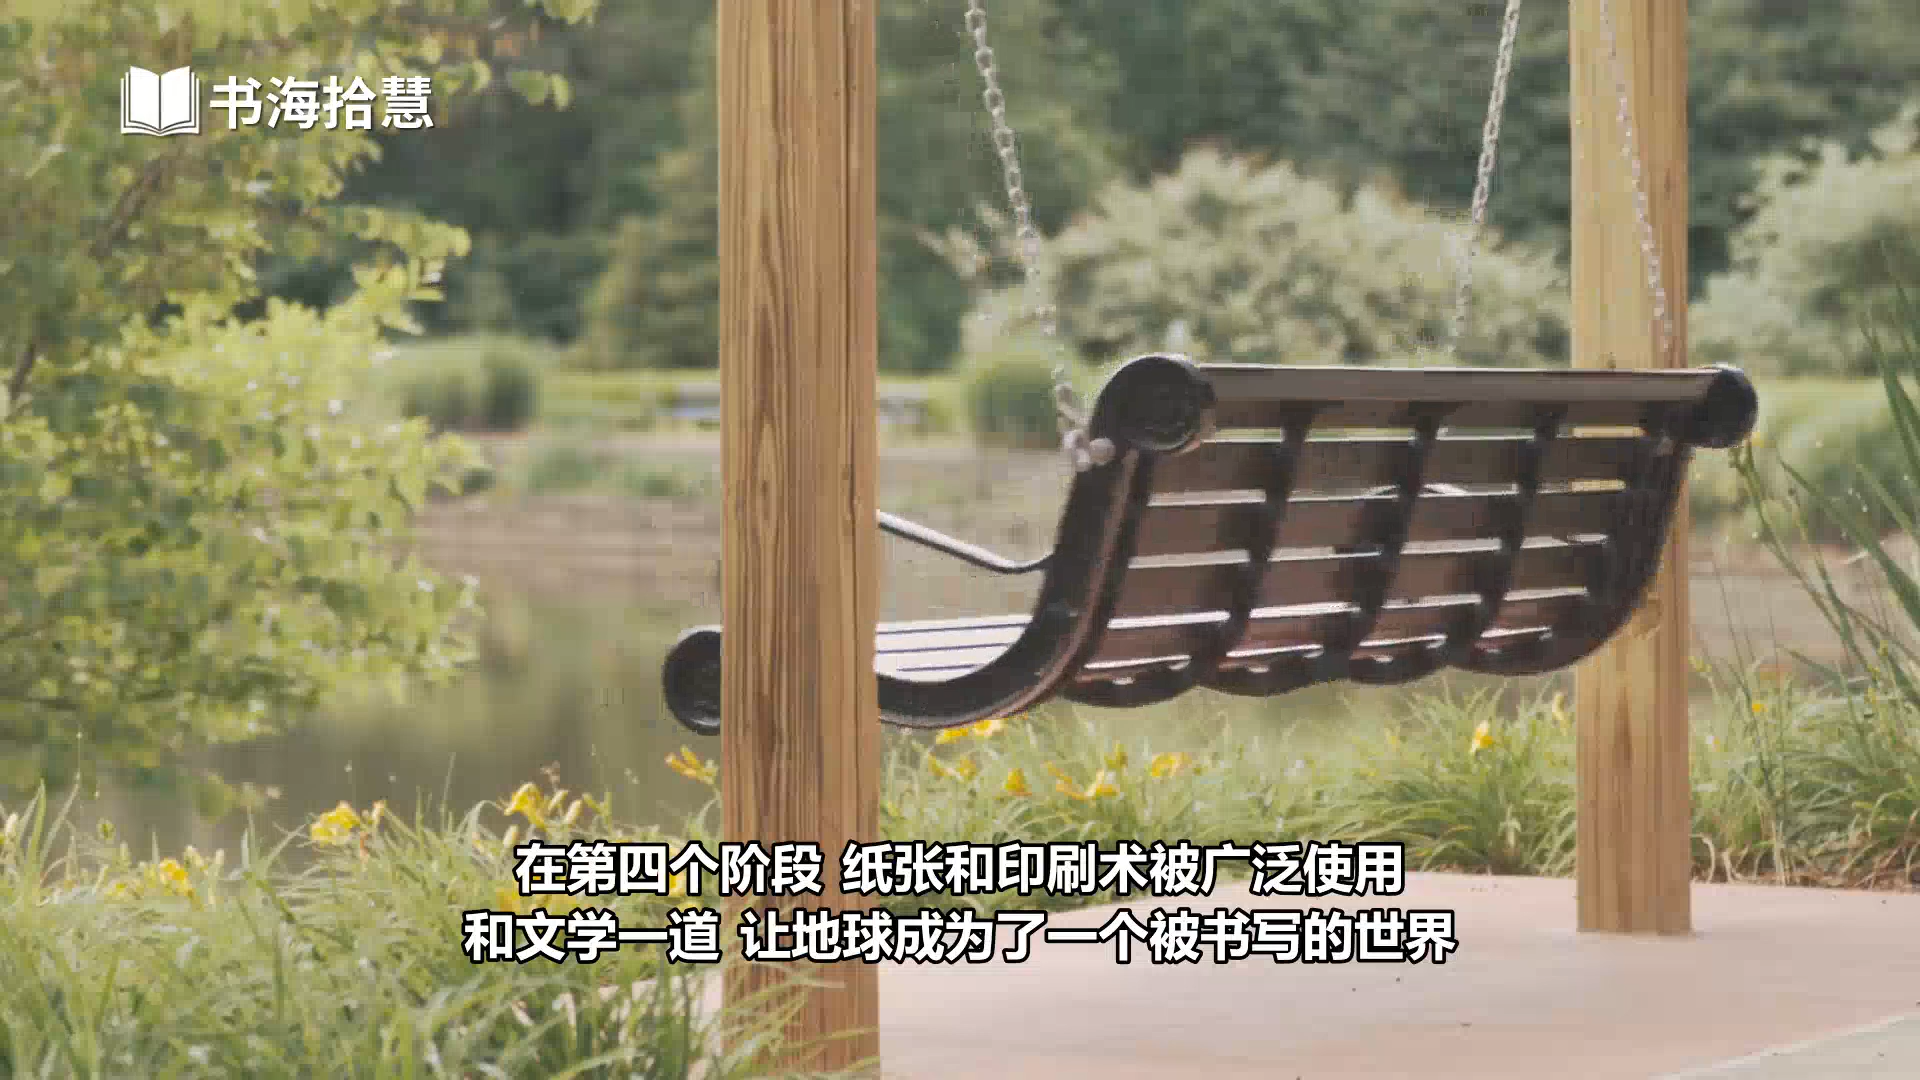 书海拾慧
在第四个阶段 纸张和印刷术被广泛使用
和文学一道 让地球成为了一个被书写的世界